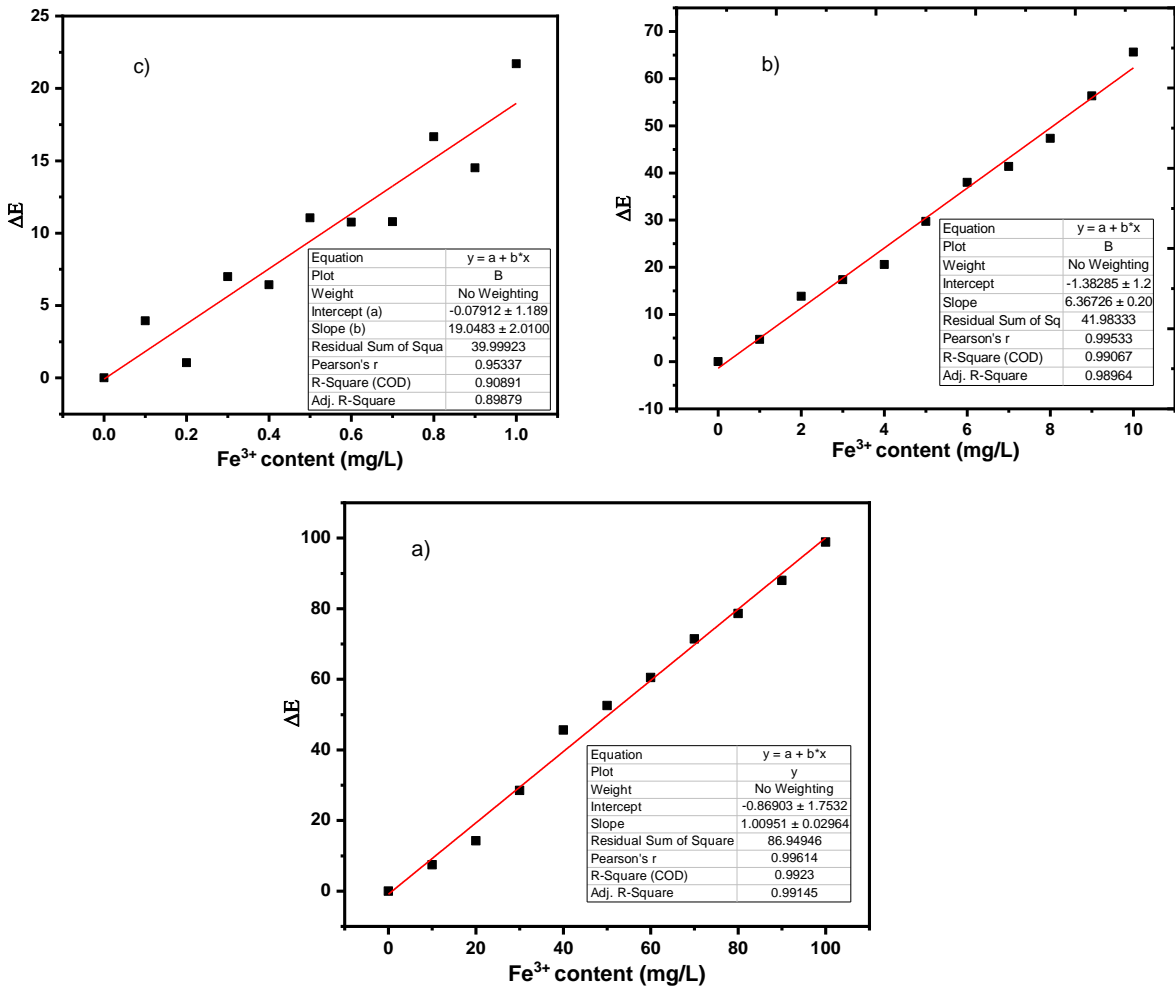 c)
25
20
15
10
5
0
ΔE
0.0 0.2 0.4 0.6 0.8 1.0
Fe³⁺ content (mg/L)
Equation y = a + b*x
Plot B
Weight No Weighting
Intercept (a) -0.07912 ± 1.189
Slope (b) 19.0483 ± 2.0100
Residual Sum of Squa 39.99923
Pearson's r 0.95337
R-Square (COD) 0.90891
Adj. R-Square 0.89879
b)
70
60
50
40
30
20
10
0
-10
ΔE
0 2 4 6 8 10
Fe³⁺ content (mg/L)
Equation y = a + b*x
Plot B
Weight No Weighting
Intercept -1.38285 ± 1.2
Slope 6.36726 ± 0.20
Residual Sum of Sq 41.98333
Pearson's r 0.99533
R-Square (COD) 0.99067
Adj. R-Square 0.98964
a)
100
80
60
40
20
0
ΔE
0 20 40 60 80 100
Fe³⁺ content (mg/L)
Equation y = a + b*x
Plot y
Weight No Weighting
Intercept -0.86903 ± 1.7532
Slope 1.00951 ± 0.02964
Residual Sum of Square 86.94946
Pearson's r 0.99614
R-Square (COD) 0.9923
Adj. R-Square 0.99145